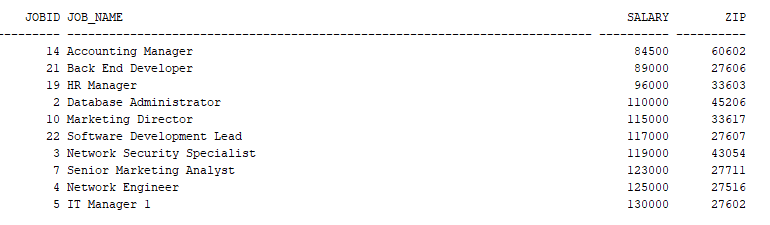 JOBID JOB_NAME SALARY ZIP
--------- --------------------------------------------------------------------------- ---------- ----------
14 Accounting Manager 84500 60602
21 Back End Developer 89000 27606
19 HR Manager 96000 33603
2 Database Administrator 110000 45206
10 Marketing Director 115000 33617
22 Software Development Lead 117000 27607
3 Network Security Specialist 119000 43054
7 Senior Marketing Analyst 123000 27711
4 Network Engineer 125000 27516
5 IT Manager 1 130000 27602